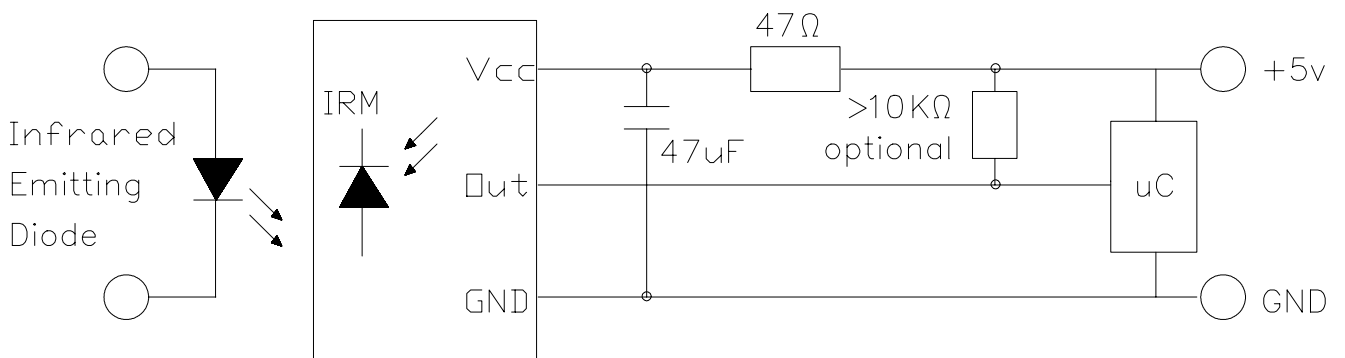 47Ω
Vcc
+5v
IRM
>10KΩ
optional
Infrared
Emitting
Diode
47uF
Out
uC
GND
GND